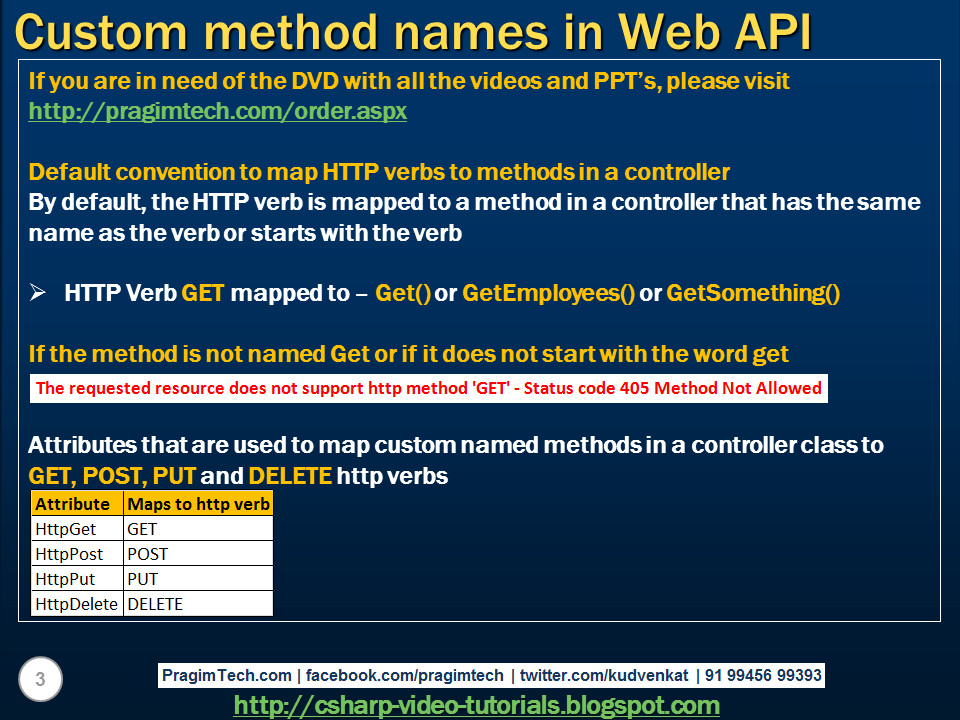 Custom method names in Web API
If you are in need of the DVD with all the videos and PPT's, please visit
http://pragimtech.com/order.aspx
Default convention to map HTTP verbs to methods in a controller
By default, the HTTP verb is mapped to a method in a controller that has the same
name as the verb or starts with the verb
HTTP Verb GET mapped to – Get() or GetEmployees() or GetSomething()
If the method is not named Get or if it does not start with the word get
The requested resource does not support http method 'GET' - Status code 405 Method Not Allowed
Attributes that are used to map custom named methods in a controller class to
GET, POST, PUT and DELETE http verbs
Attribute Maps to http verb
HttpGet GET
HttpPost POST
HttpPut PUT
HttpDelete DELETE
3
PragimTech.com | facebook.com/pragimtech | twitter.com/kudvenkat | 91 99456 99393
http://csharp-video-tutorials.blogspot.com